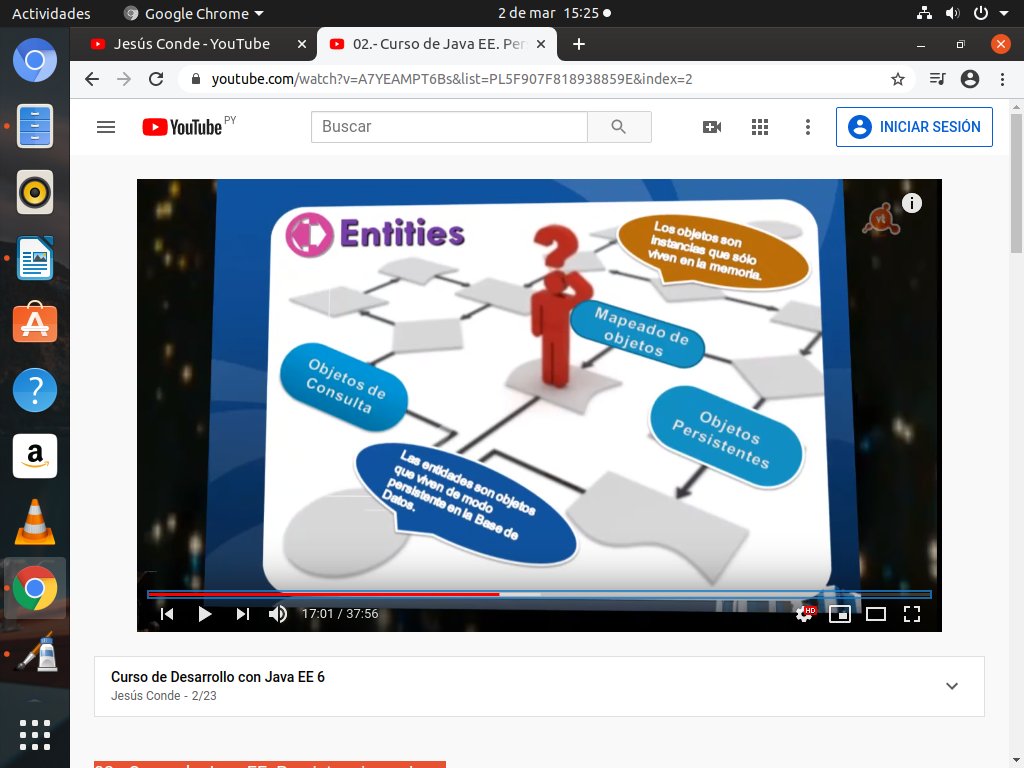 Actividades
Google Chrome
2 de mar 15:25
Jesús Conde - YouTube
02.- Curso de Java EE. Per
youtube.com/watch?v=A7YEAMPT6Bs&list=PL5F907F818938859E&index=2
YouTube PY
Buscar
INICIAR SESIÓN
Entities
Los objetos son
instancias que sólo
viven en la memoria.
yt
i
Mapeado de
objetos
Objetos de
Consulta
Objetos
Persistentes
Las entidades son objetos
que viven de modo
persistente en la Base de
Datos.
17:01 / 37:56
HD
Curso de Desarrollo con Java EE 6
Jesús Conde - 2/23